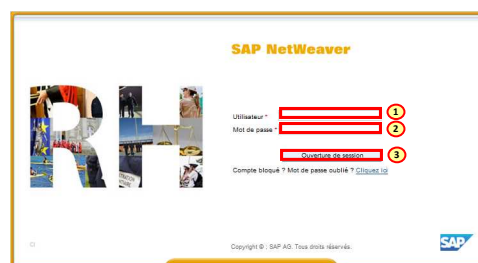 SAP NetWeaver
RH
Utilisateur *
1
Mot de passe *
2
Ouverture de session
3
Compte bloqué ? Mot de passe oublié ? Cliquez ici
Copyright © ; SAP AG. Tous droits réservés.
SAP